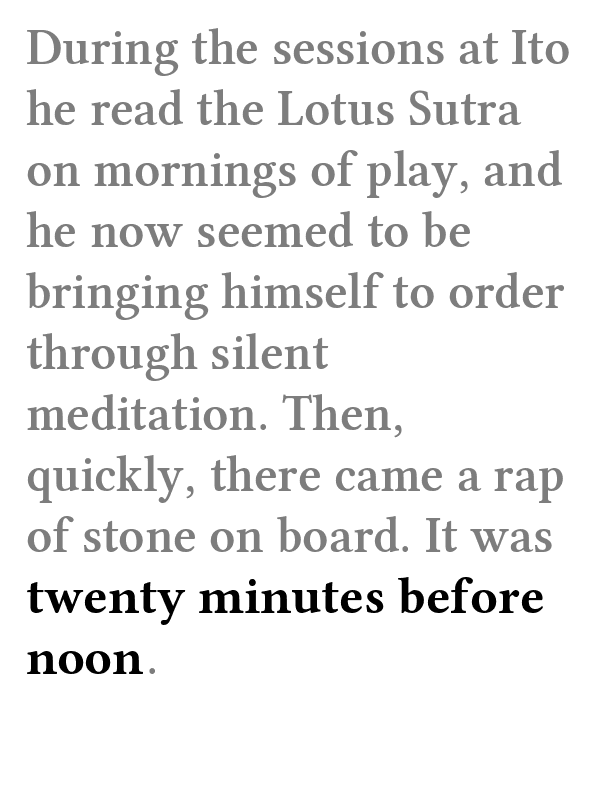 During the sessions at Ito
he read the Lotus Sutra
on mornings of play, and
he now seemed to be
bringing himself to order
through silent
meditation. Then,
quickly, there came a rap
of stone on board. It was
twenty minutes before
noon.